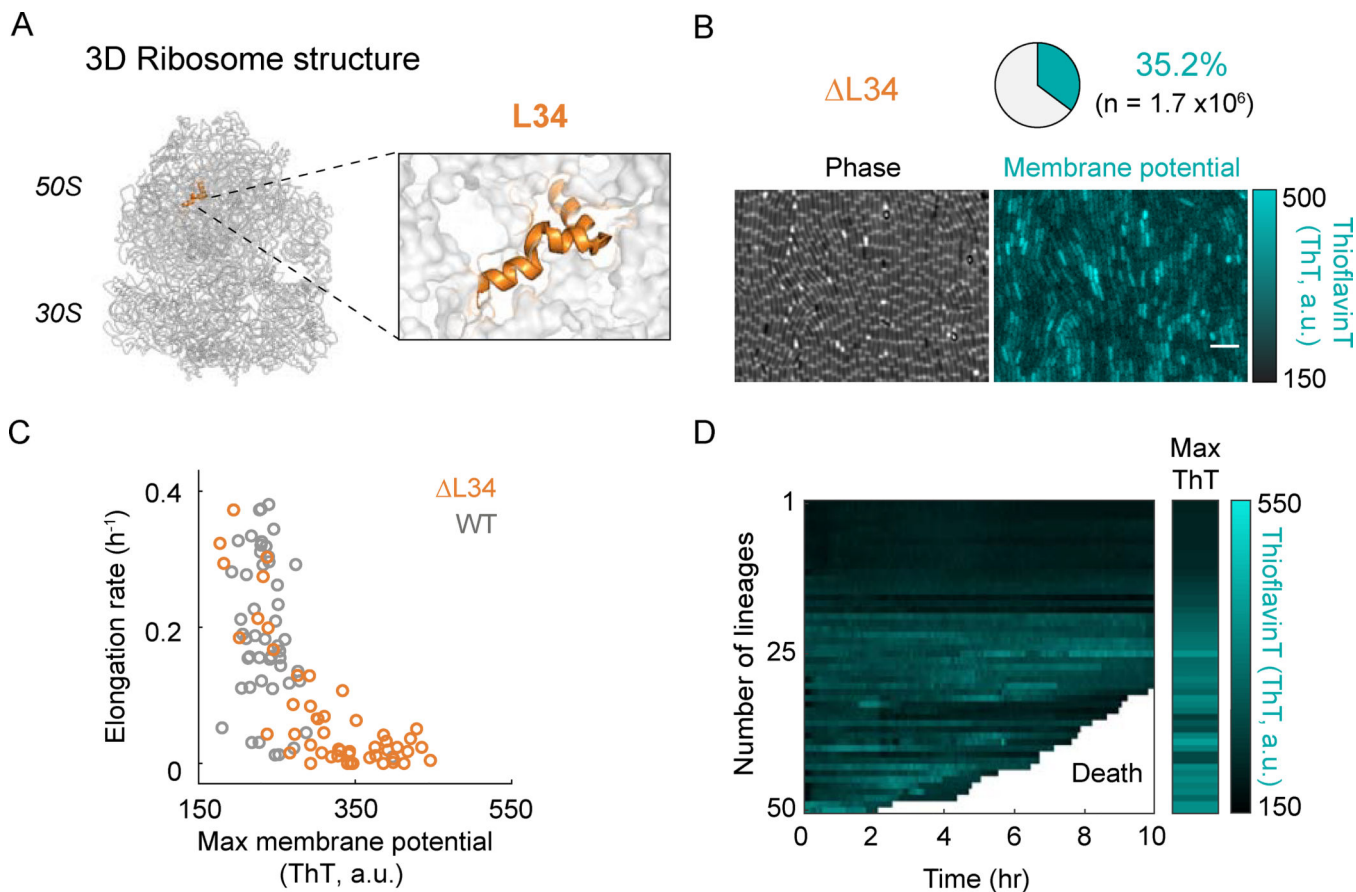 A
3D Ribosome structure
L34
50S
30S
B
ΔL34
35.2%
(n = 1.7 x10⁶)
Phase
Membrane potential
500
ThioflavinT
(ThT, a.u.)
150
C
0.4
0.2
0
Elongation rate (h⁻¹)
ΔL34
WT
150
350
550
Max membrane potential
(ThT, a.u.)
D
Max
ThT
1
25
50
Number of lineages
Death
0
2
4
6
8
10
Time (hr)
550
ThioflavinT (ThT, a.u.)
150